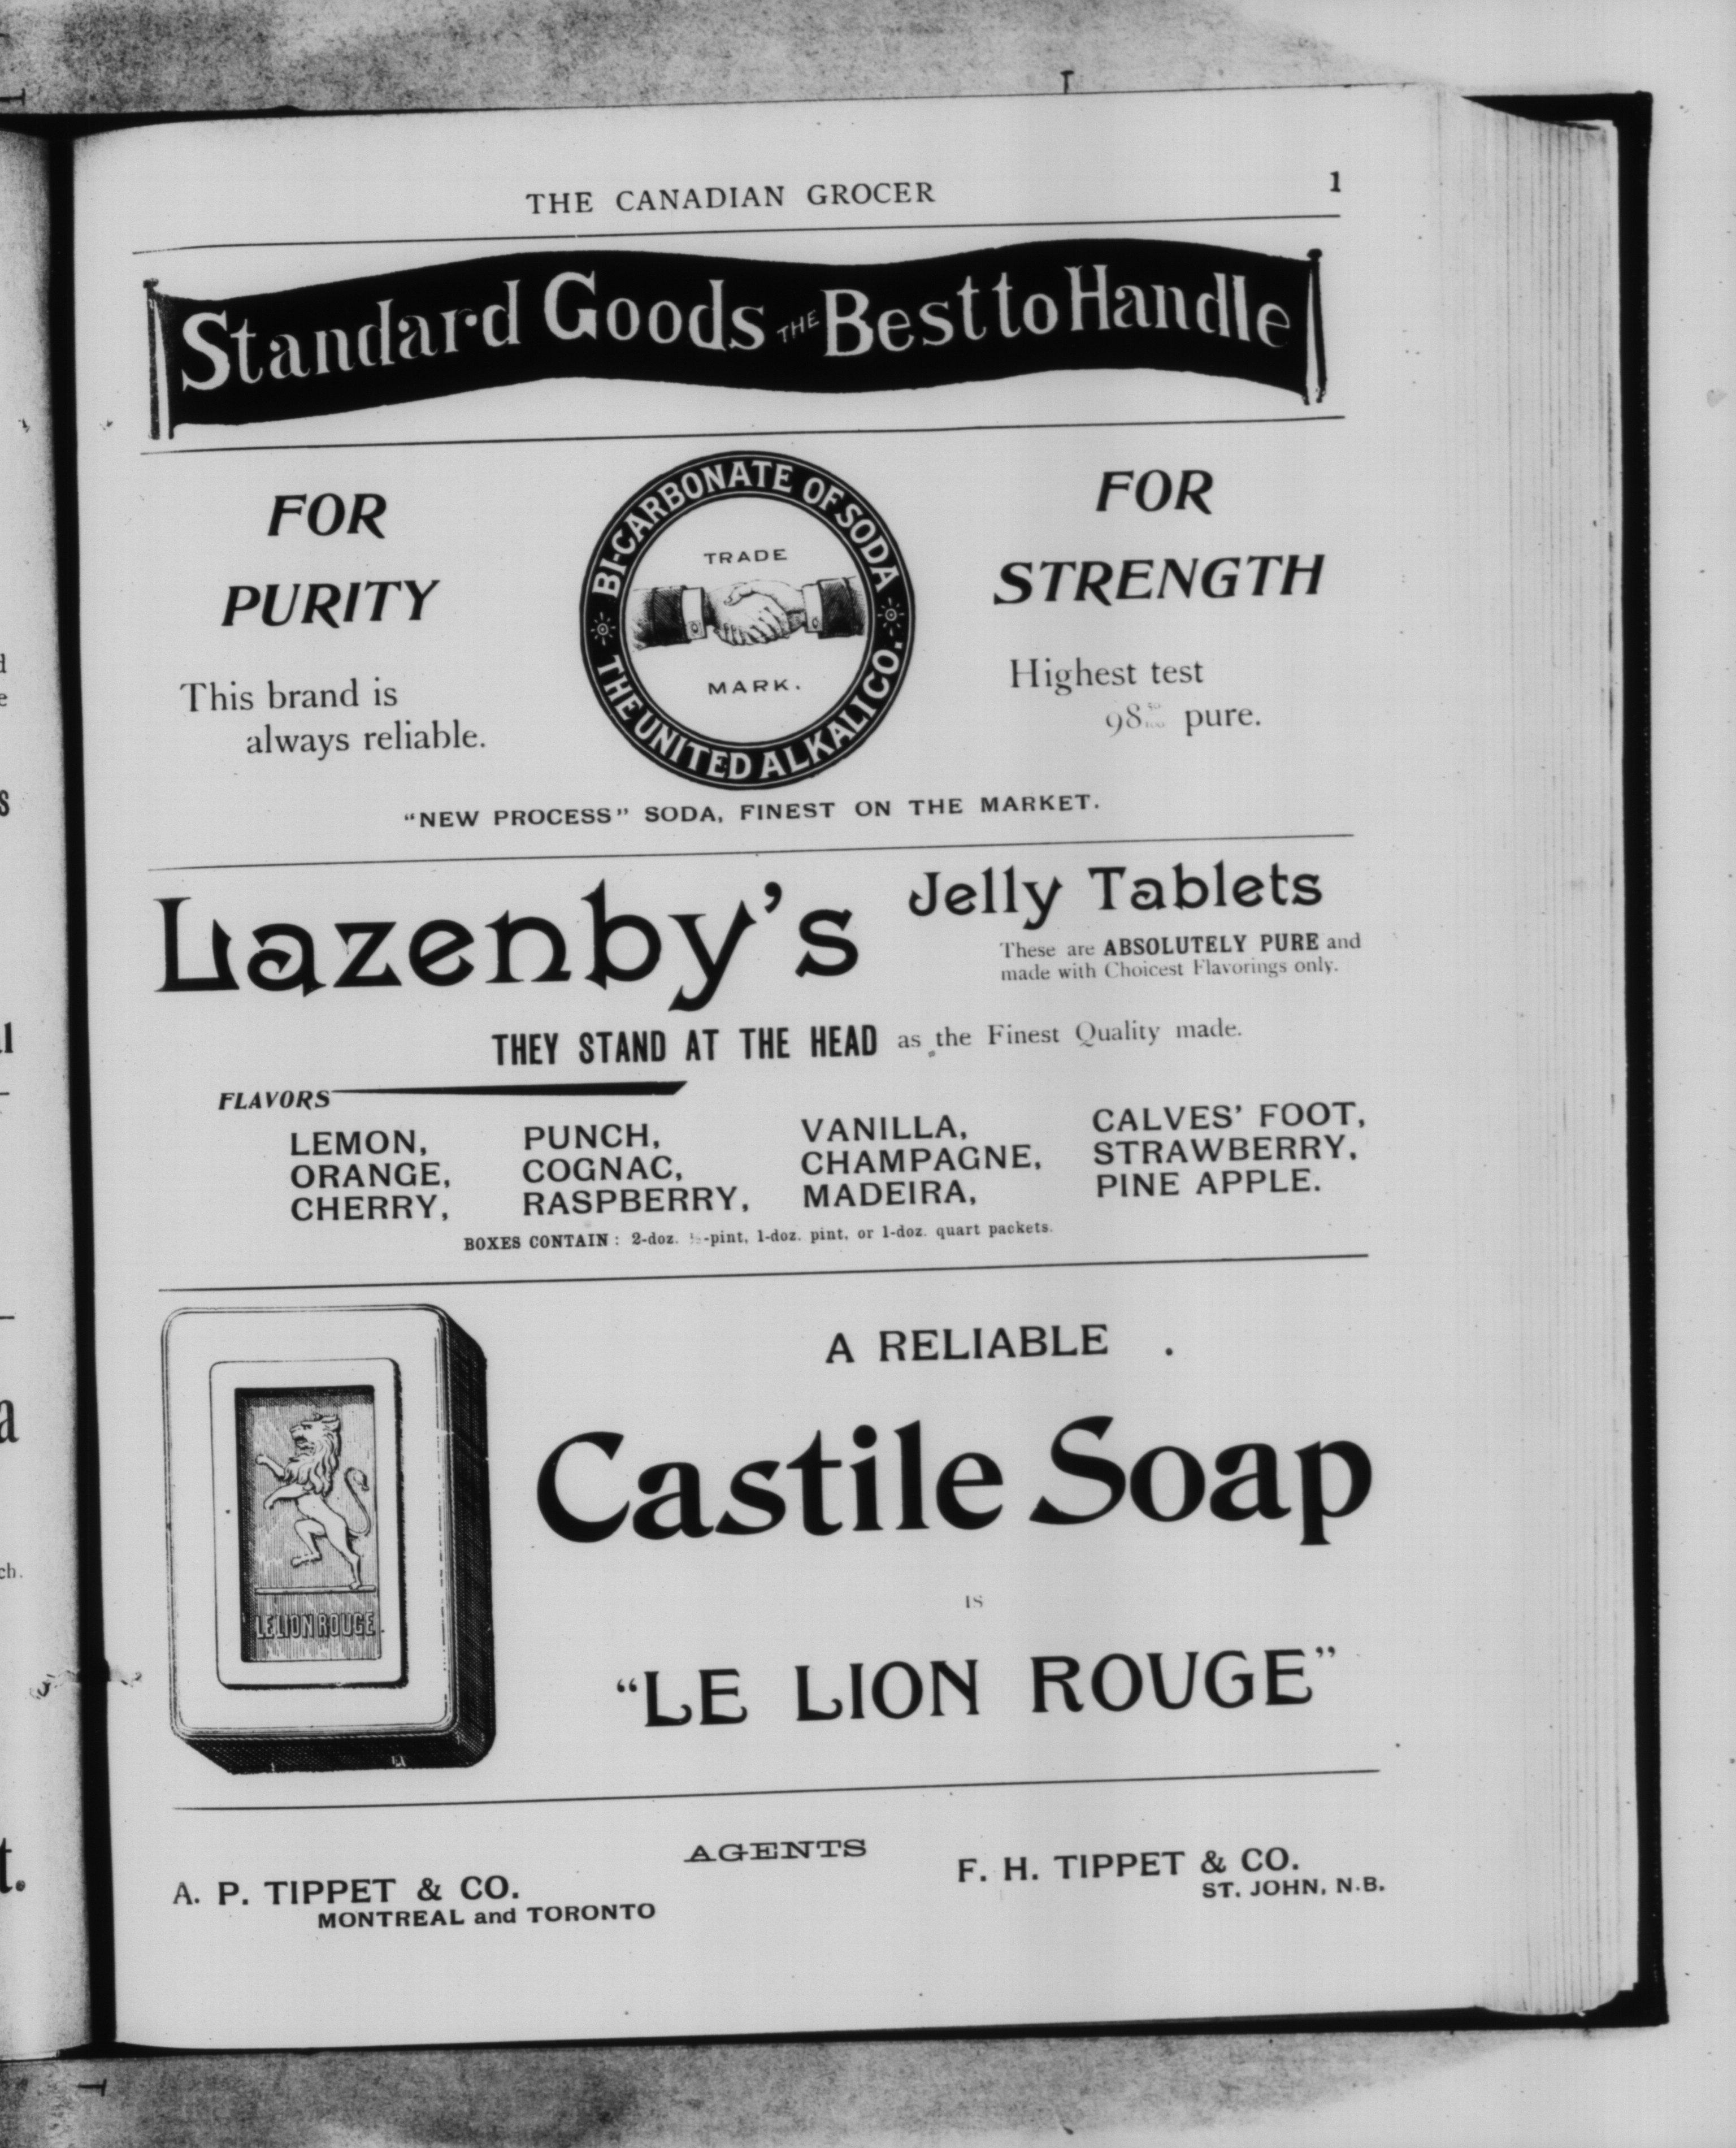 THE CANADIAN GROCER
1
Standard Goods THE Best to Handle
FOR
PURITY
This brand is
always reliable.
BI-CARBONATE OF SODA
TRADE
MARK.
THE UNITED ALKALI CO.
FOR
STRENGTH
Highest test
98 pure.
"NEW PROCESS" SODA, FINEST ON THE MARKET.
Lazenby's Jelly Tablets
These are ABSOLUTELY PURE and
made with Choicest Flavorings only.
THEY STAND AT THE HEAD as the Finest Quality made.
FLAVORS
LEMON, PUNCH, VANILLA, CALVES' FOOT,
ORANGE, COGNAC, CHAMPAGNE, STRAWBERRY,
CHERRY, RASPBERRY, MADEIRA, PINE APPLE.
BOXES CONTAIN: 2-doz. ½-pint, 1-doz. pint, or 1-doz. quart packets.
LE LION ROUGE
A RELIABLE .
Castile Soap
IS
"LE LION ROUGE"
AGENTS
A. P. TIPPET & CO.
MONTREAL and TORONTO
F. H. TIPPET & CO.
ST. JOHN, N.B.